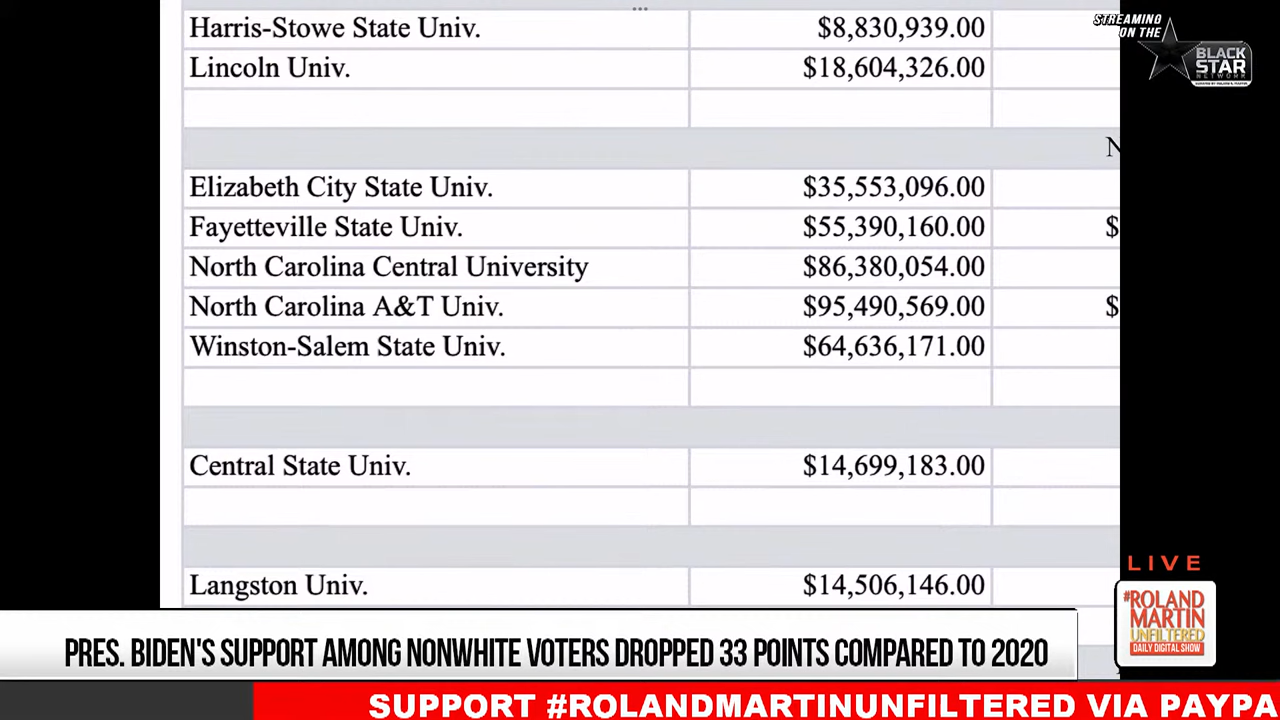 Harris-Stowe State Univ. $8,830,939.00
STREAMING
ON THE
BLACK
STAR
NETWORK
Lincoln Univ. $18,604,326.00
N
Elizabeth City State Univ. $35,553,096.00
Fayetteville State Univ. $55,390,160.00 $
North Carolina Central University $86,380,054.00
North Carolina A&T Univ. $95,490,569.00 $
Winston-Salem State Univ. $64,636,171.00
Central State Univ. $14,699,183.00
Langston Univ. $14,506,146.00
LIVE
#ROLAND
MARTIN
UNFILTERED
DAILY DIGITAL SHOW
PRES. BIDEN'S SUPPORT AMONG NONWHITE VOTERS DROPPED 33 POINTS COMPARED TO 2020
SUPPORT #ROLANDMARTINUNFILTERED VIA PAYPA